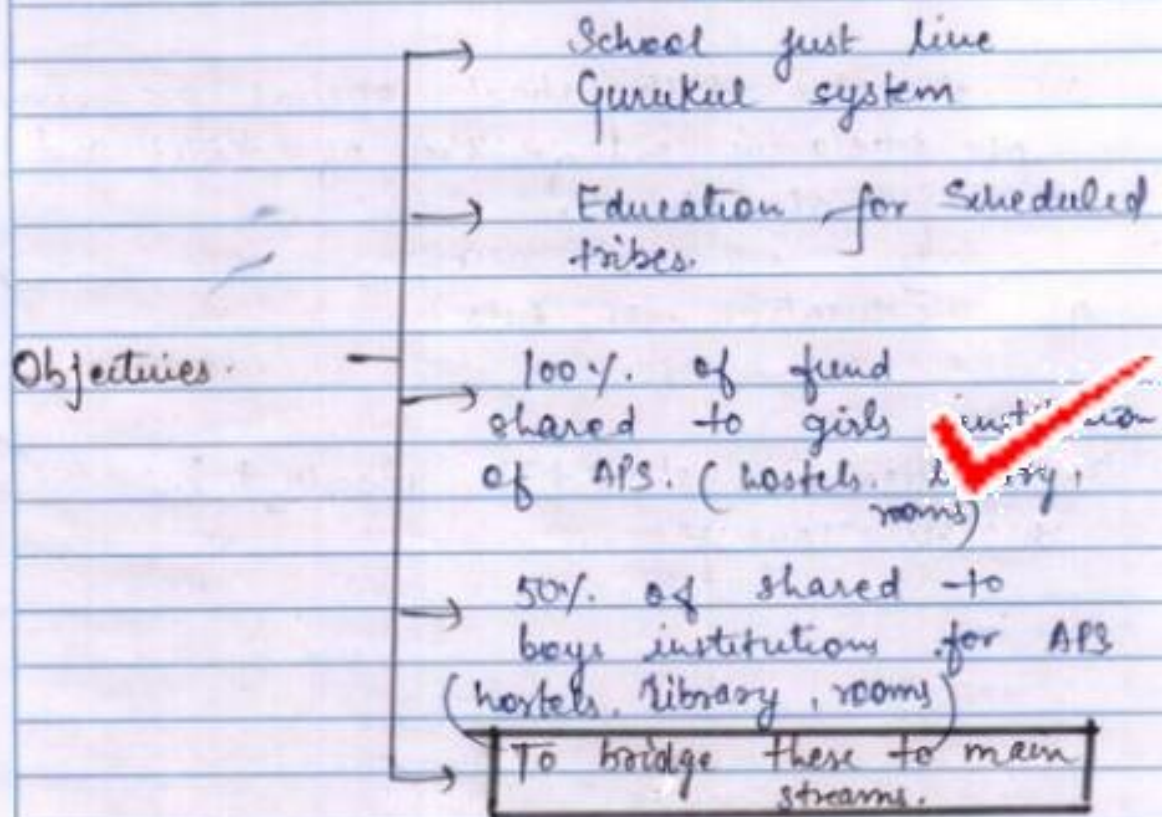 School just line
Gurukul system
Education for Scheduled
tribes.
Objectives.
100%. of fund
shared to girls
of APS. (hostels.
rooms)
50%. of shared to
boys institutions for APS
(hostels, library, rooms)
To bridge these to main
streams.